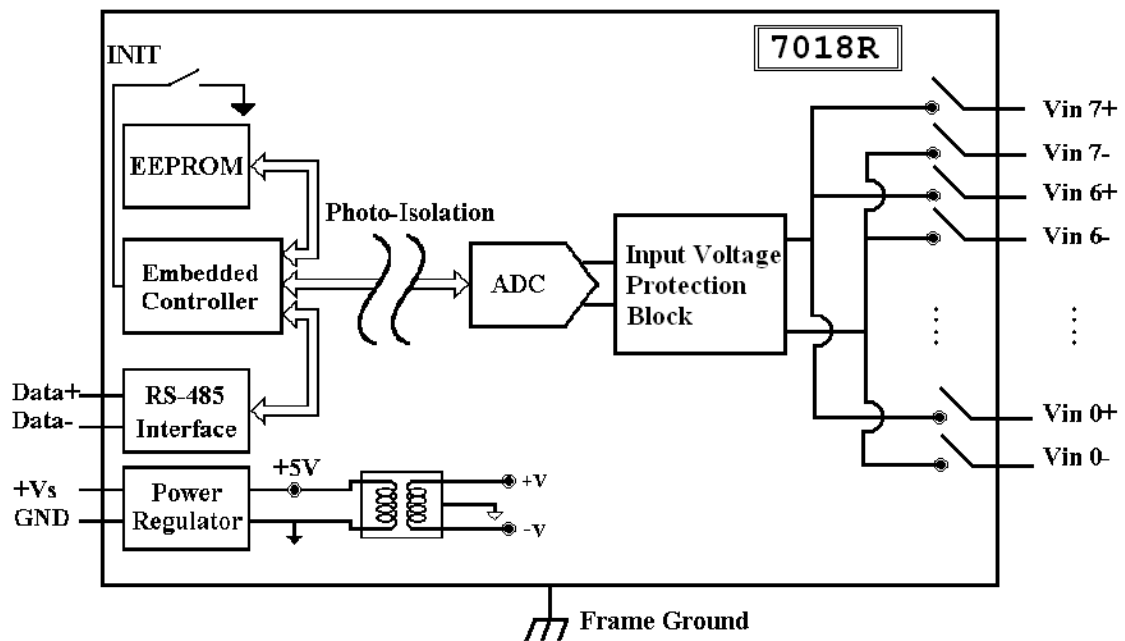 INIT
7018R
EEPROM
Photo-Isolation
Embedded
Controller
ADC
Input Voltage
Protection
Block
Vin 7+
Vin 7-
Vin 6+
Vin 6-
Data+
Data-
RS-485
Interface
Vin 0+
Vin 0-
+Vs
GND
Power
Regulator
+5V
+V
-V
Frame Ground